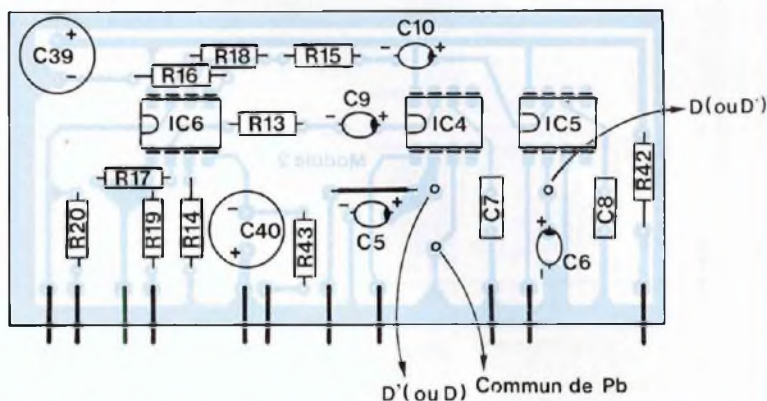 C10
C39
R18
R15
R16
C9
IC6
R13
IC4
IC5
D(ou D')
Module 2
R42
R17
C7
C8
R20
R19
R14
C40
R43
C5
C6
D'(ou D)
Commun de Pb